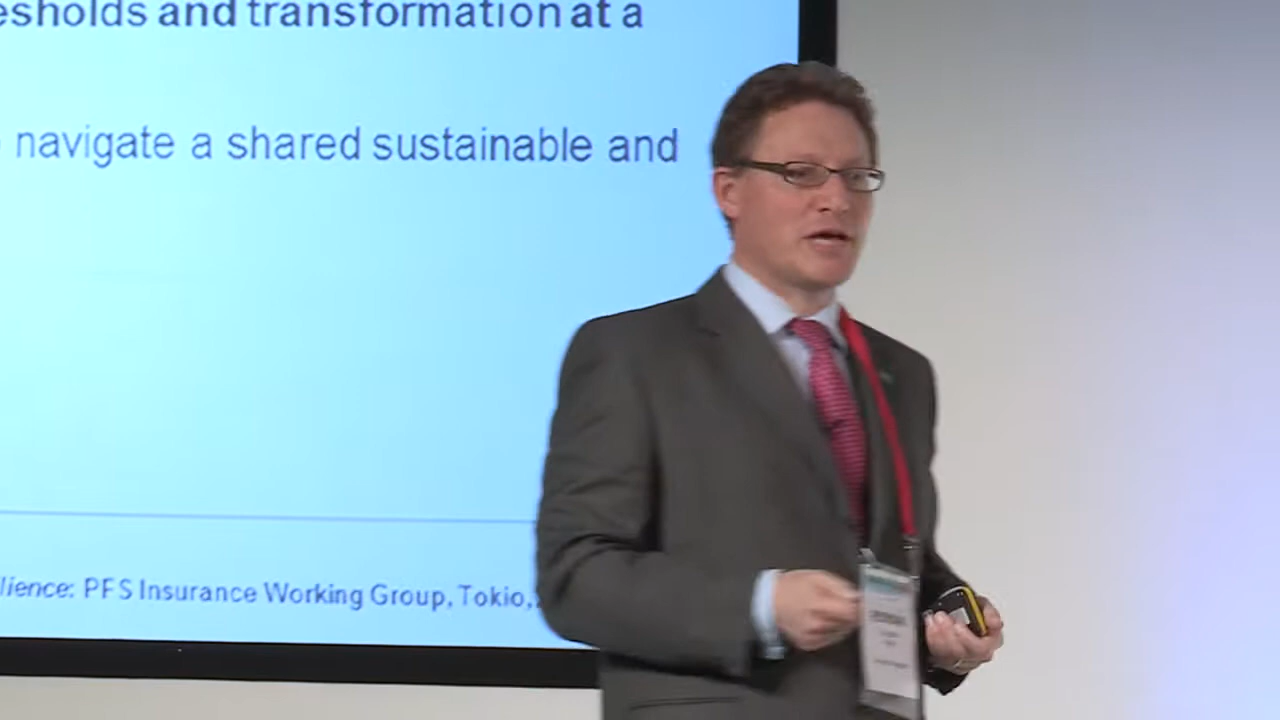 esholds and transformation at a
navigate a shared sustainable and
lience: PFS Insurance Working Group, Tokio,